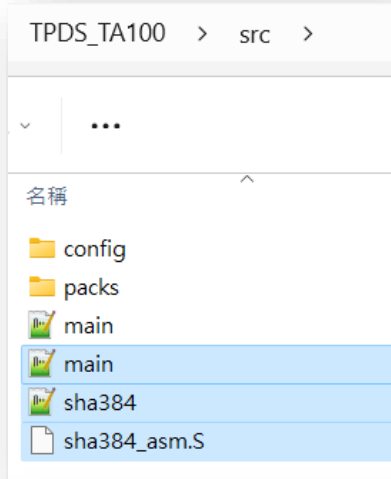 TPDS_TA100 > src >
名稱
config
packs
main
main
sha384
sha384_asm.S